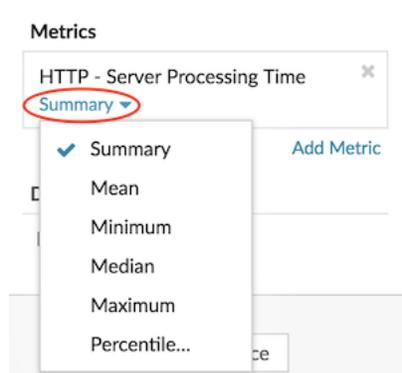 Metrics
HTTP - Server Processing Time
Summary
Summary
Add Metric
Mean
Minimum
Median
Maximum
Percentile...